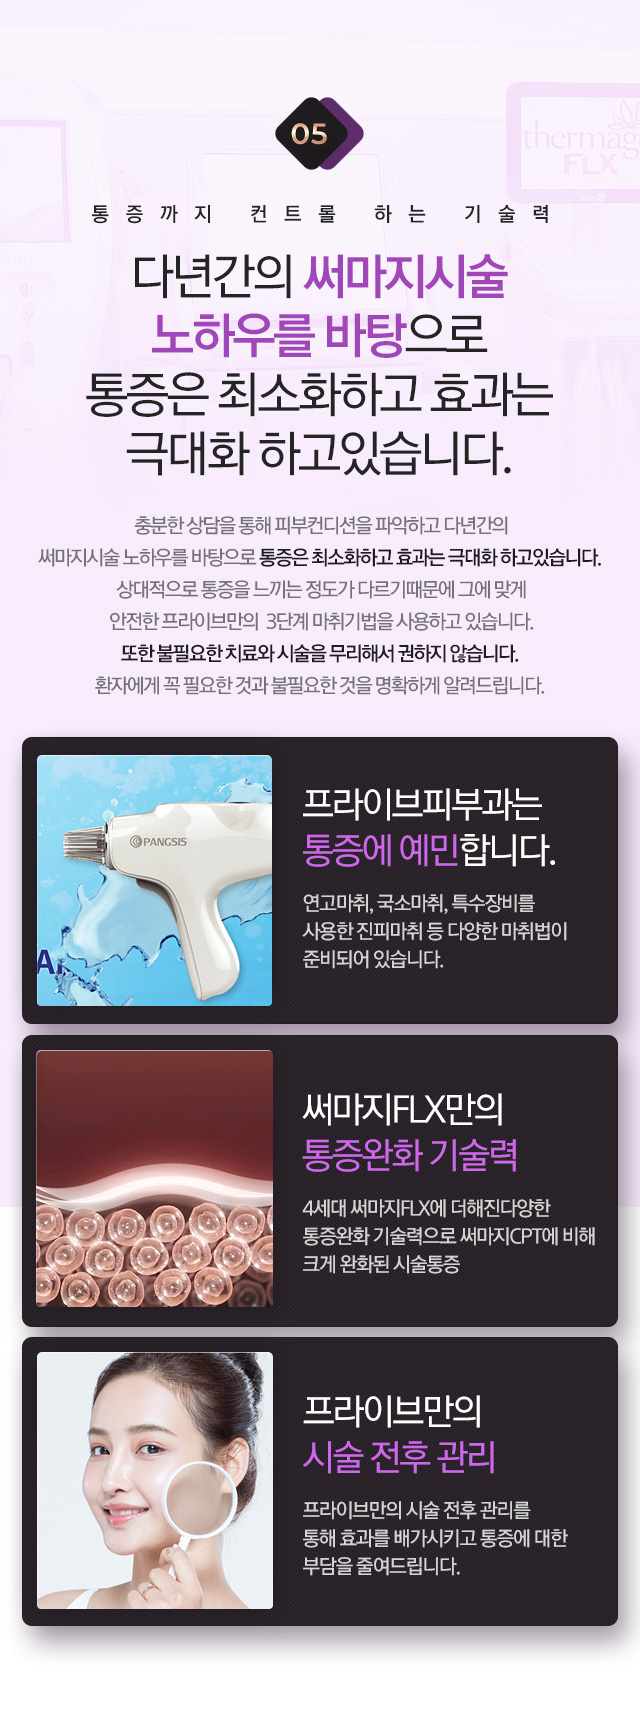 thermag
FLX
05
통증까지 컨트롤 하는 기술력
다년간의 써마지시술
노하우를 바탕으로
통증은 최소화하고 효과는
극대화 하고있습니다.
충분한 상담을 통해 피부컨디션을 파악하고 다년간의
써마지시술 노하우를 바탕으로 통증은 최소화하고 효과는 극대화 하고있습니다.
상대적으로 통증을 느끼는 정도가 다르기때문에 그에 맞게
안전한 프라이브만의 3단계 마취기법을 사용하고 있습니다.
또한 불필요한 치료와 시술을 무리해서 권하지 않습니다.
환자에게 꼭 필요한 것과 불필요한 것을 명확하게 알려드립니다.
PANGSIS
프라이브피부과는
통증에 예민합니다.
연고마취, 국소마취, 특수장비를
사용한 진피마취 등 다양한 마취법이
준비되어 있습니다.
써마지FLX만의
통증완화 기술력
4세대 써마지FLX에 더해진다양한
통증완화 기술력으로 써마지CPT에 비해
크게 완화된 시술통증
프라이브만의
시술 전후 관리
프라이브만의 시술 전후 관리를
통해 효과를 배가시키고 통증에 대한
부담을 줄여드립니다.